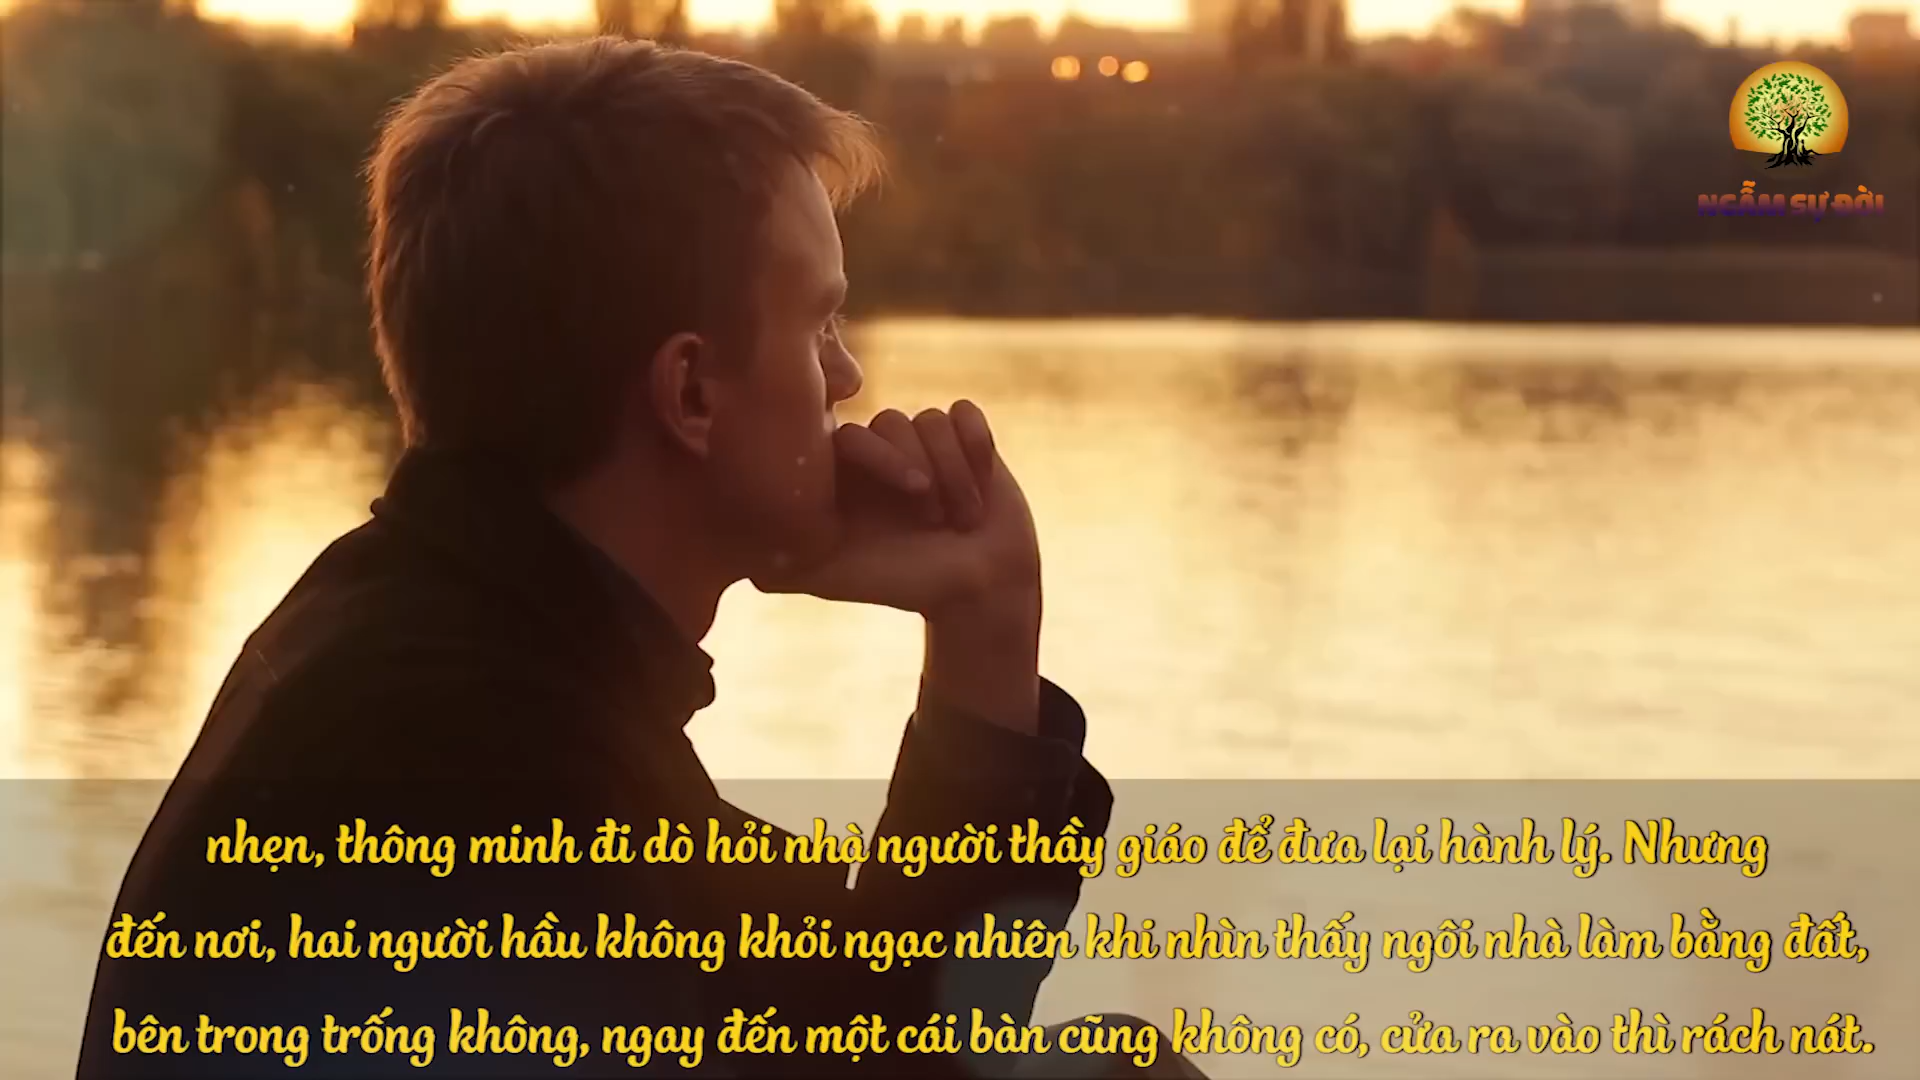 NGẪM SỰ ĐỜI
nhẹn, thông minh đi dò hỏi nhà người thầy giáo để đưa lại hành lý. Nhưng
đến nơi, hai người hầu không khỏi ngạc nhiên khi nhìn thấy ngôi nhà làm bằng đất,
bên trong trống không, ngay đến một cái bàn cũng không có, cửa ra vào thì rách nát.